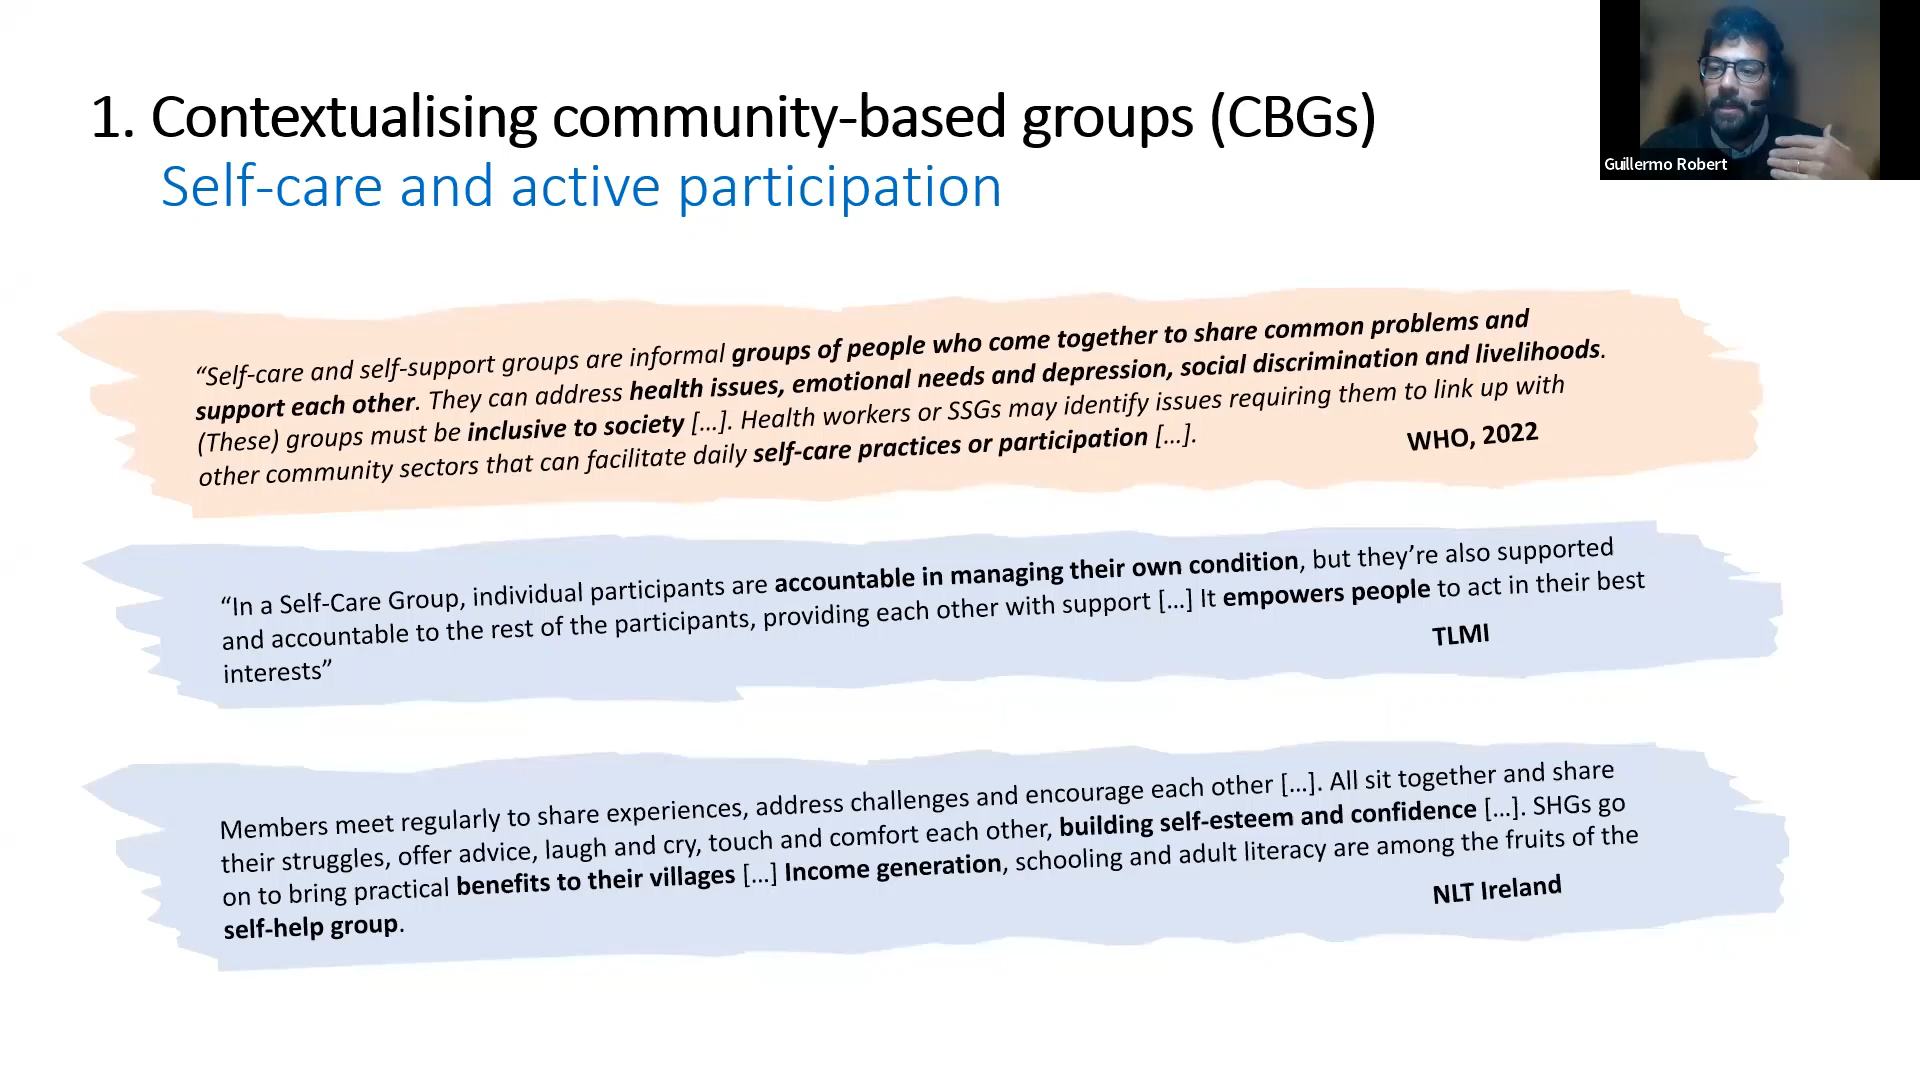 1. Contextualising community-based groups (CBGs)
Self-care and active participation
Guillermo Robert
“Self-care and self-support groups are informal groups of people who come together to share common problems and
support each other. They can address health issues, emotional needs and depression, social discrimination and livelihoods.
(These) groups must be inclusive to society [...]. Health workers or SSGs may identify issues requiring them to link up with
other community sectors that can facilitate daily self-care practices or participation [...].
WHO, 2022
“In a Self-Care Group, individual participants are accountable in managing their own condition, but they’re also supported
and accountable to the rest of the participants, providing each other with support [...] It empowers people to act in their best
interests”
TLMI
Members meet regularly to share experiences, address challenges and encourage each other [...]. All sit together and share
their struggles, offer advice, laugh and cry, touch and comfort each other, building self-esteem and confidence [...]. SHGs go
on to bring practical benefits to their villages [...] Income generation, schooling and adult literacy are among the fruits of the
self-help group.
NLT Ireland